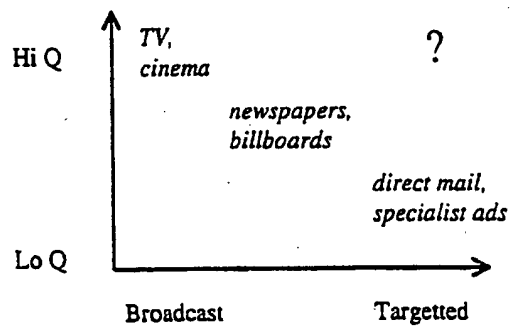 Hi Q
TV,
cinema
?
newspapers,
billboards
direct mail,
specialist ads
Lo Q
Broadcast
Targetted